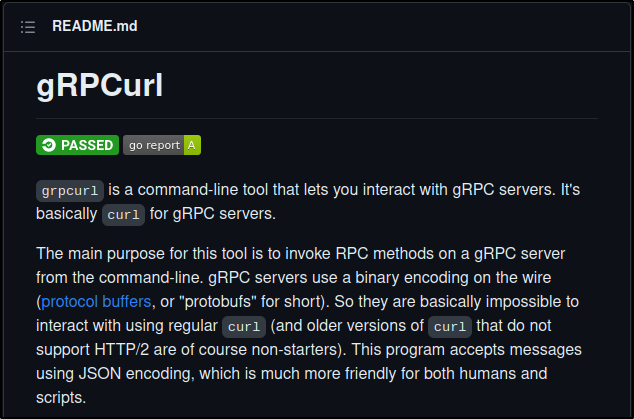 README.md
gRPCurl
PASSED go report A
grpcurl is a command-line tool that lets you interact with gRPC servers. It's
basically curl for gRPC servers.
The main purpose for this tool is to invoke RPC methods on a gRPC server
from the command-line. gRPC servers use a binary encoding on the wire
(protocol buffers, or "protobufs" for short). So they are basically impossible to
interact with using regular curl (and older versions of curl that do not
support HTTP/2 are of course non-starters). This program accepts messages
using JSON encoding, which is much more friendly for both humans and
scripts.